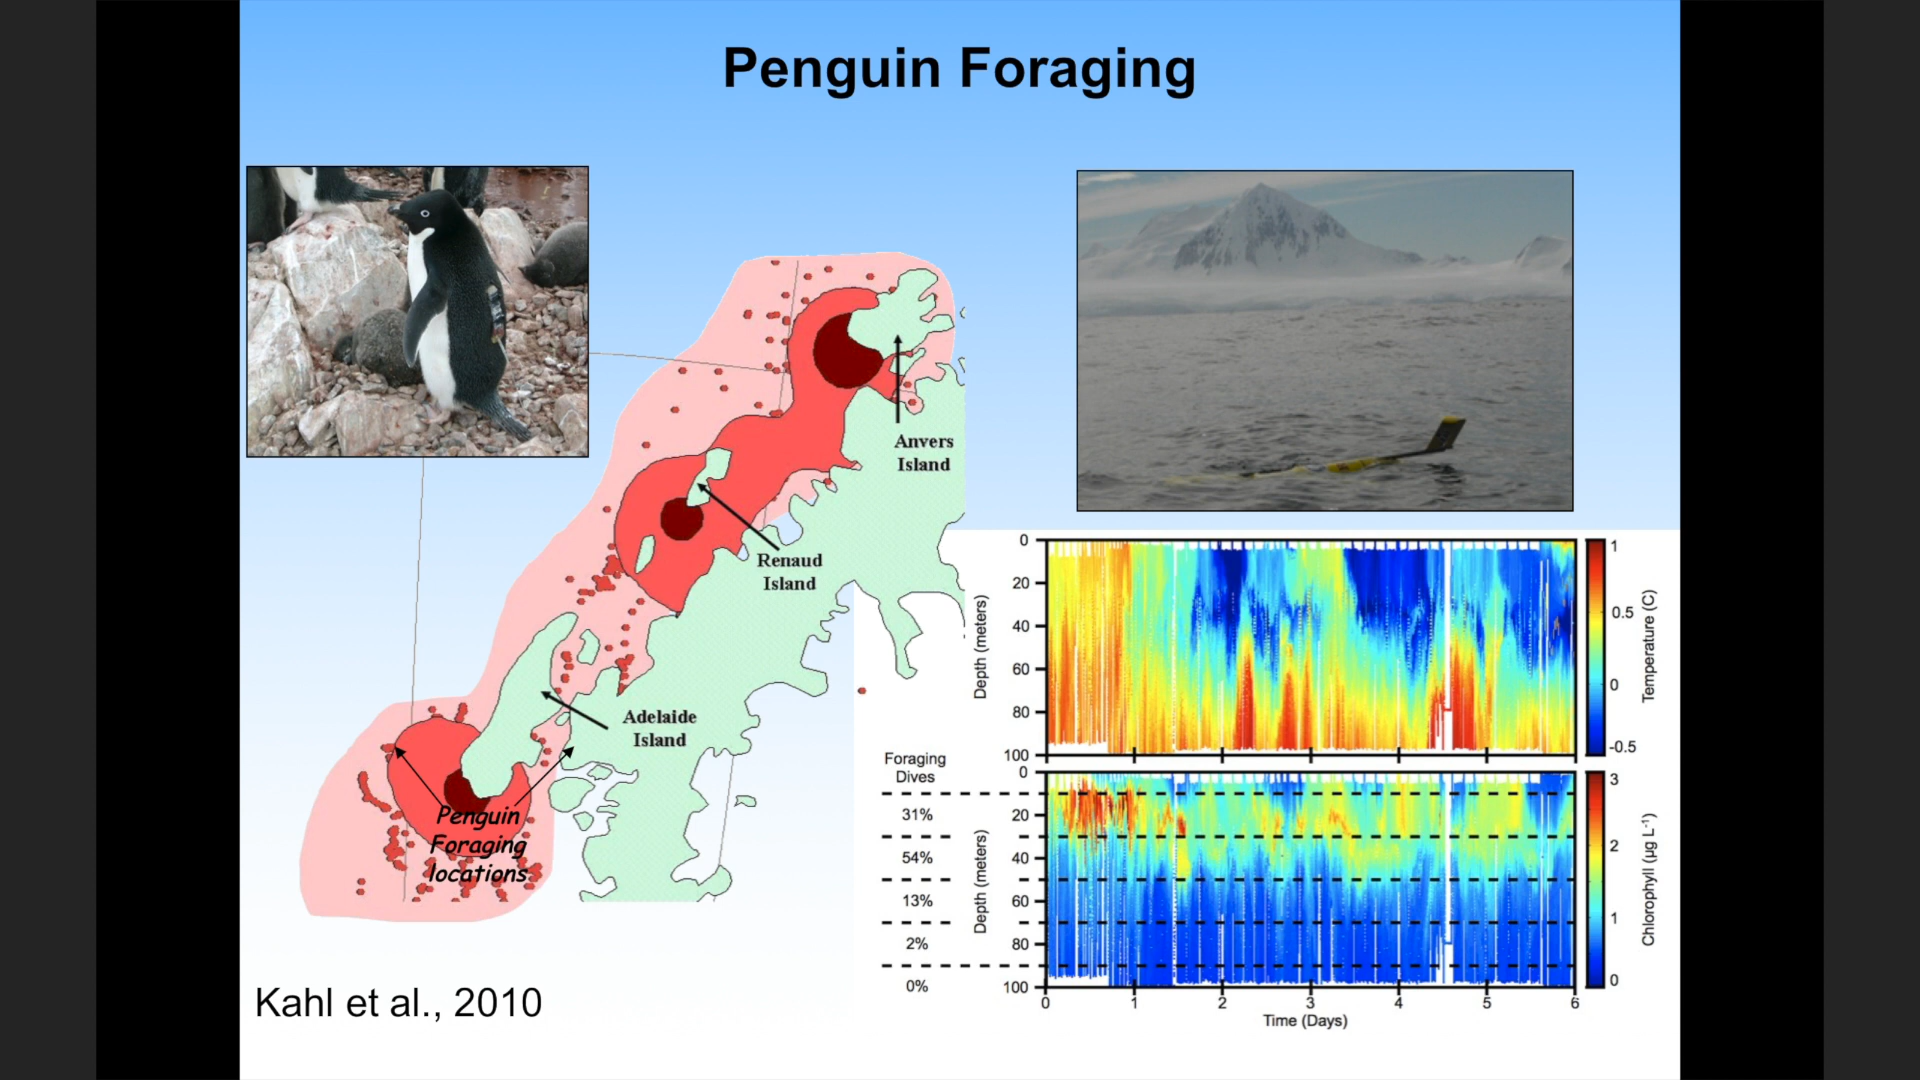 Penguin Foraging
Anvers
Island
Renaud
Island
Adelaide
Island
Penguin
Foraging
locations
Kahl et al., 2010
0
20
40
60
80
100
Depth (meters)
1
0.5
0
-0.5
Temperature (C)
Foraging
Dives
31%
54%
13%
2%
0%
0
20
40
60
80
100
Depth (meters)
3
2
1
0
Chlorophyll (µg L⁻¹)
0 1 2 3 4 5 6
Time (Days)